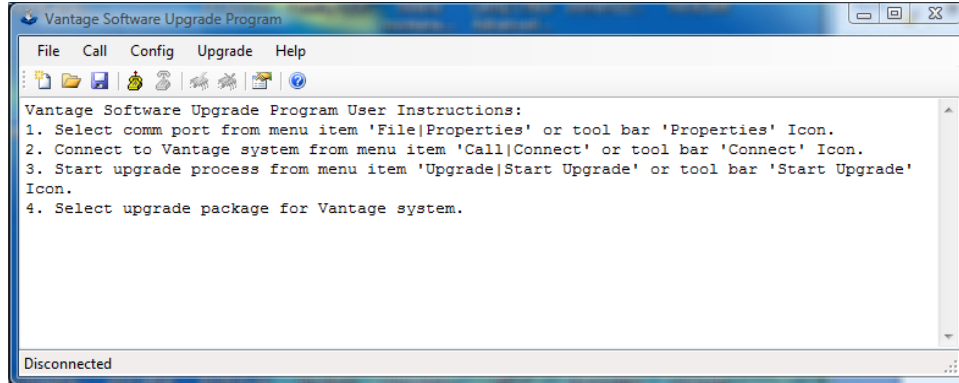 Vantage Software Upgrade Program
File Call Config Upgrade Help
Vantage Software Upgrade Program User Instructions:
1. Select comm port from menu item 'File|Properties' or tool bar 'Properties' Icon.
2. Connect to Vantage system from menu item 'Call|Connect' or tool bar 'Connect' Icon.
3. Start upgrade process from menu item 'Upgrade|Start Upgrade' or tool bar 'Start Upgrade'
Icon.
4. Select upgrade package for Vantage system.
Disconnected